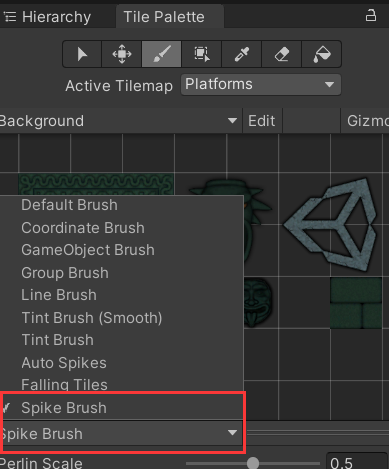 Hierarchy
Tile Palette
Active Tilemap
Platforms
Background
Edit
Gizmo
Default Brush
Coordinate Brush
GameObject Brush
Group Brush
Line Brush
Tint Brush (Smooth)
Tint Brush
Auto Spikes
Falling Tiles
Spike Brush
Spike Brush
Perlin Scale
0.5